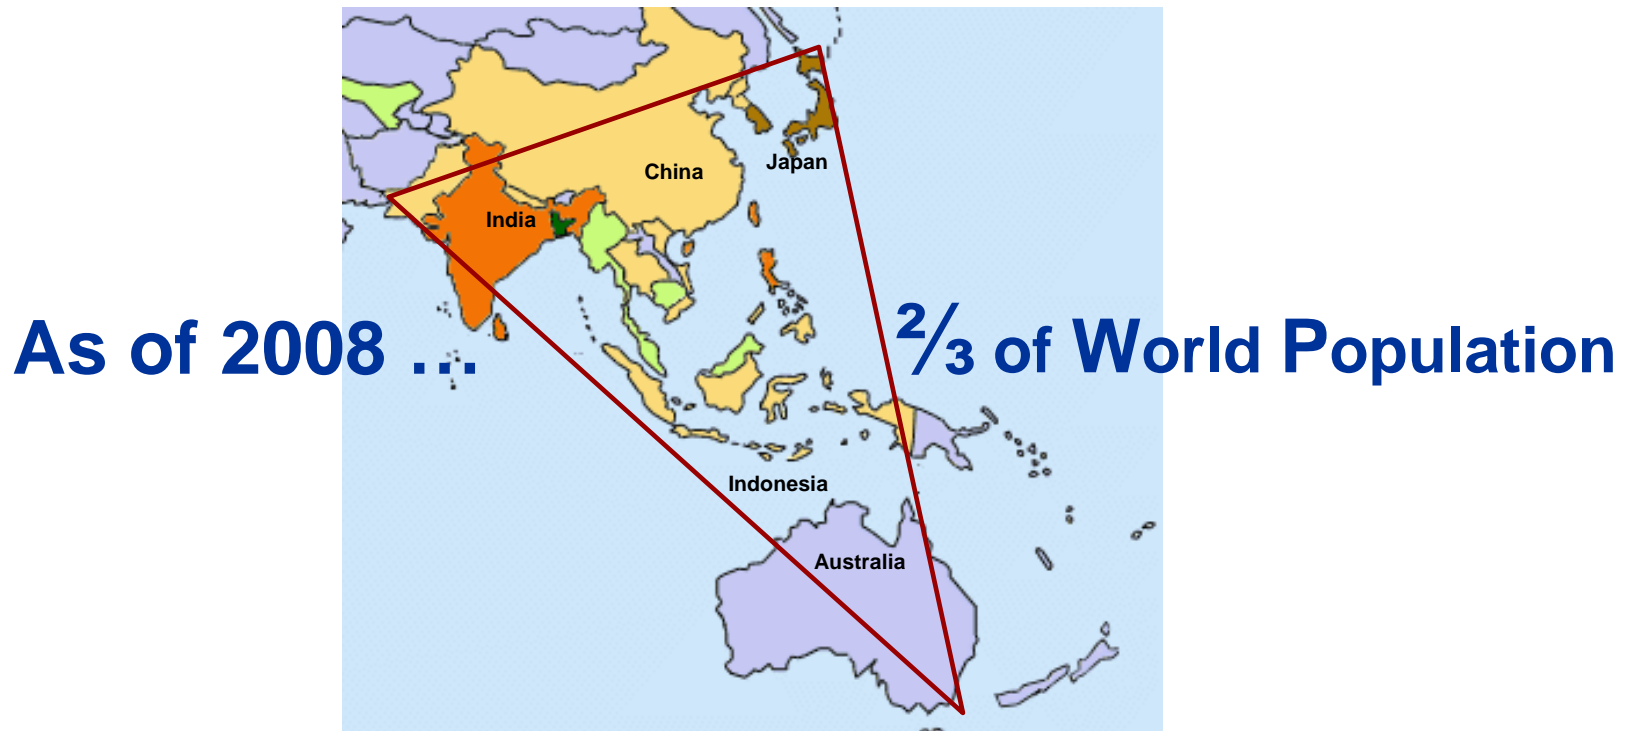 China
Japan
India
As of 2008 ...
⅔ of World Population
Indonesia
Australia